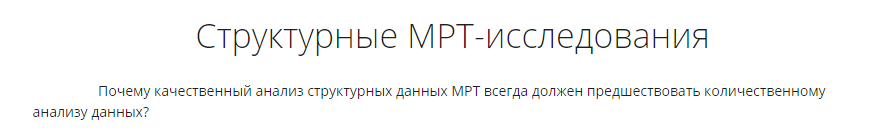 Структурные МРТ-исследования
Почему качественный анализ структурных данных МРТ всегда должен предшествовать количественному
анализу данных?